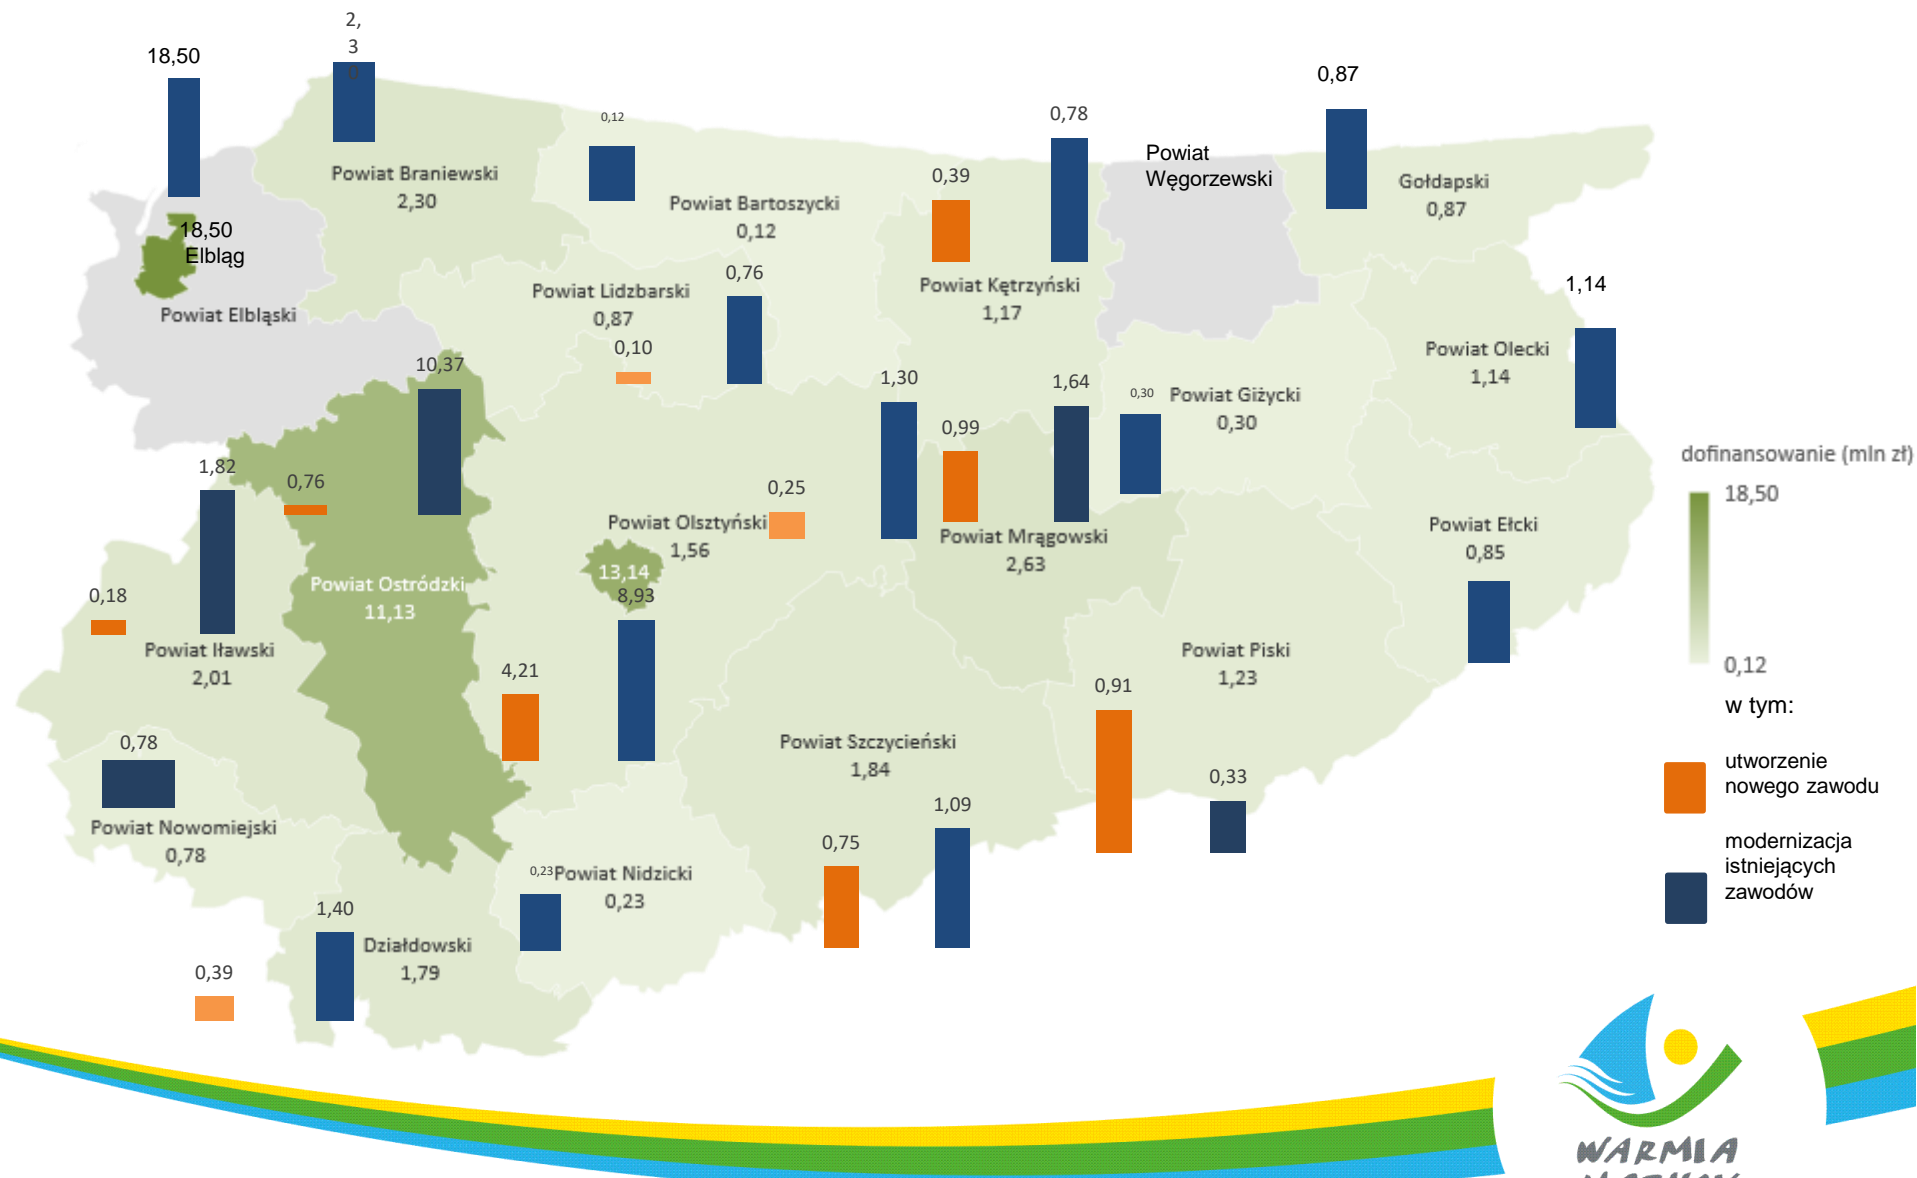 2,
3
0
18,50
0,87
0,12
0,78
Powiat
Węgorzewski
Powiat Braniewski
2,30
0,39
Gołdapski
0,87
Powiat Bartoszycki
0,12
18,50
Elbląg
0,76
Powiat Kętrzyński
1,17
Powiat Lidzbarski
0,87
1,14
Powiat Elbląski
0,10
Powiat Olecki
1,14
10,37
1,30
1,64
0,30
Powiat Giżycki
0,30
0,99
dofinansowanie (mln zł)
18,50
1,82
0,76
0,25
Powiat Olsztyński
1,56
Powiat Mrągowski
2,63
Powiat Ełcki
0,85
13,14
8,93
Powiat Ostródzki
11,13
0,18
Powiat Iławski
2,01
4,21
Powiat Piski
1,23
0,12
0,91
w tym:
0,78
Powiat Szczycieński
1,84
utworzenie
nowego zawodu
0,33
1,09
Powiat Nowomiejski
0,78
0,75
modernizacja
istniejących
zawodów
0,23
Powiat Nidzicki
0,23
1,40
Działdowski
1,79
0,39
WARMIA